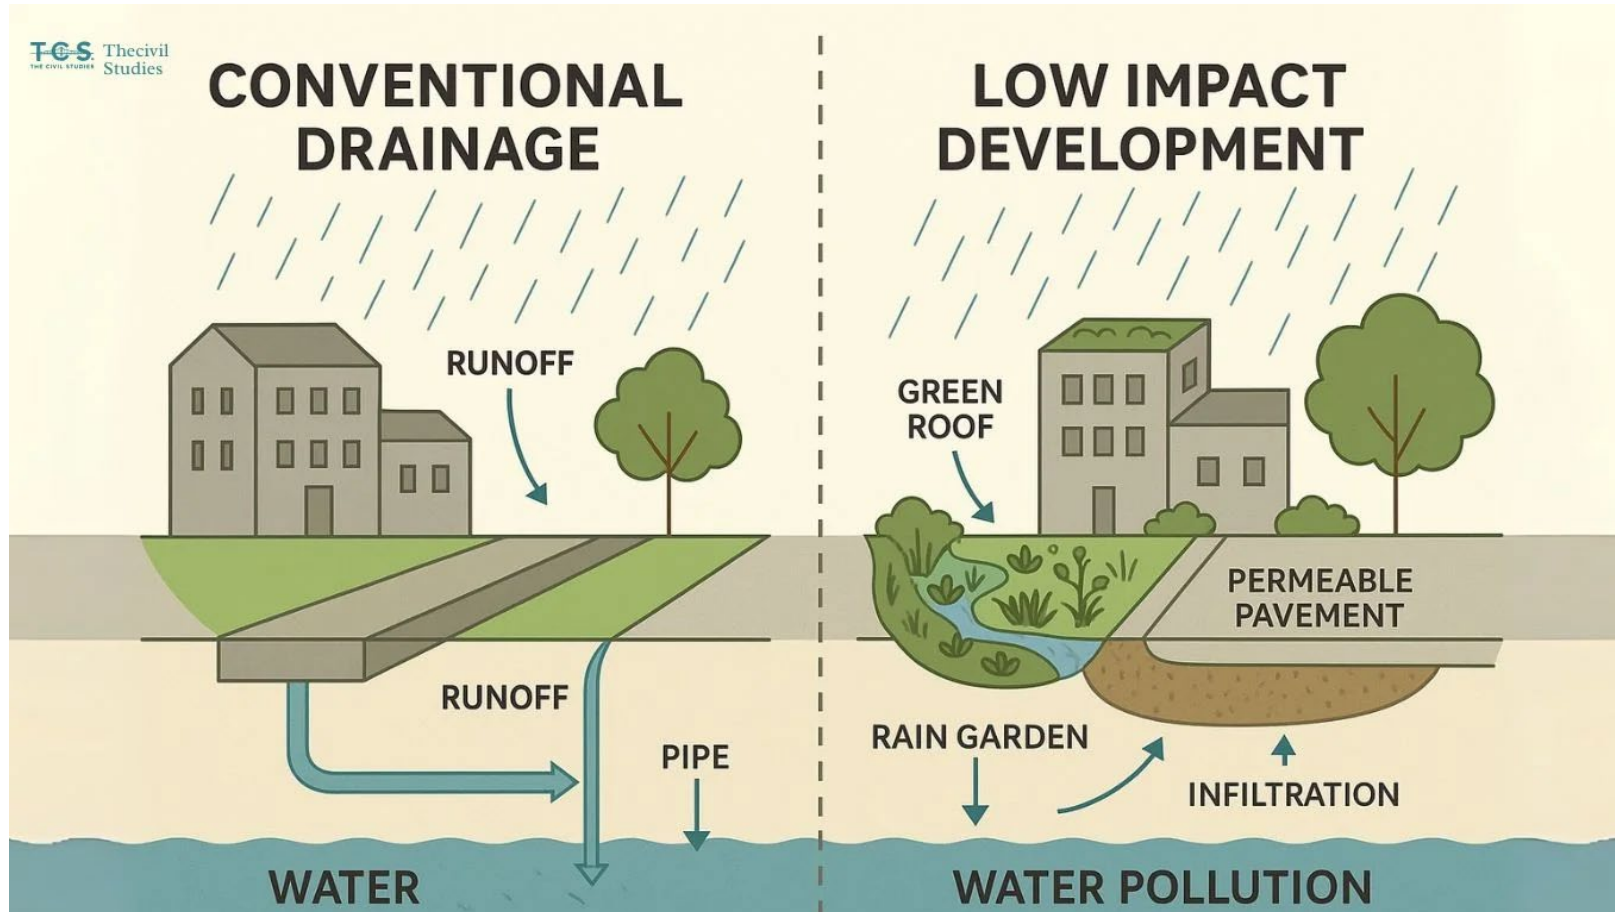 TCS
THE CIVIL STUDIES
Thecivil
Studies
CONVENTIONAL
DRAINAGE
RUNOFF
RUNOFF
PIPE
WATER
LOW IMPACT
DEVELOPMENT
GREEN
ROOF
PERMEABLE
PAVEMENT
RAIN GARDEN
INFILTRATION
WATER POLLUTION